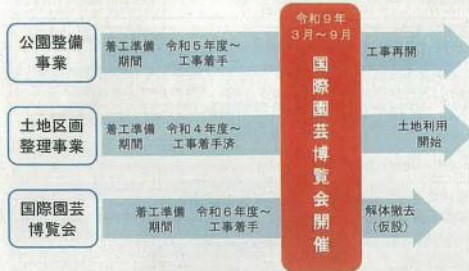 令和９年
３月～９月
公園整備
事業
着工準備　令和５年度～
期間　工事着手
工事再開
国際園芸博覧会開催
土地区画
整理事業
着工準備　令和４年度～
期間　工事着手済
土地利用
開始
国際園芸
博覧会
着工準備　令和６年度～
期間　工事着手
解体撤去
（仮設）